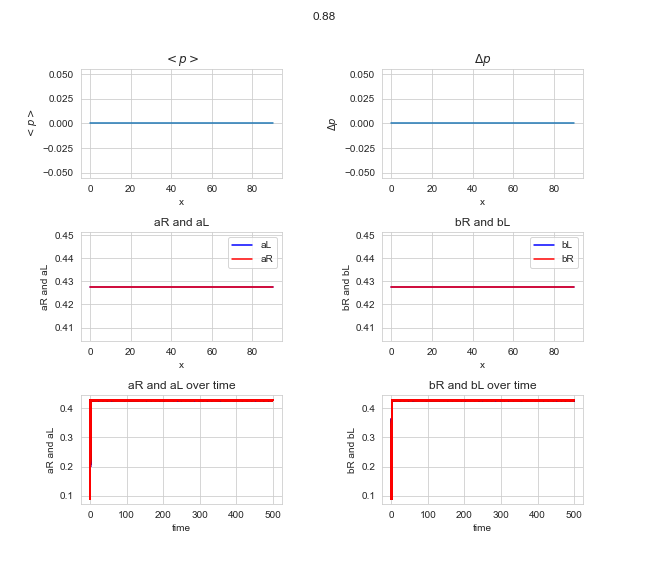 0.88
< p >
Δp
0.050
0.025
0.000
−0.025
−0.050
< p >
0 20 40 60 80
x
0.050
0.025
0.000
−0.025
−0.050
Δp
0 20 40 60 80
x
aR and aL
bR and bL
0.45
0.44
0.43
0.42
0.41
aR and aL
aL
aR
0 20 40 60 80
x
0.45
0.44
0.43
0.42
0.41
bR and bL
bL
bR
0 20 40 60 80
x
aR and aL over time
bR and bL over time
0.4
0.3
0.2
0.1
aR and aL
0 100 200 300 400 500
time
0.4
0.3
0.2
0.1
bR and bL
0 100 200 300 400 500
time